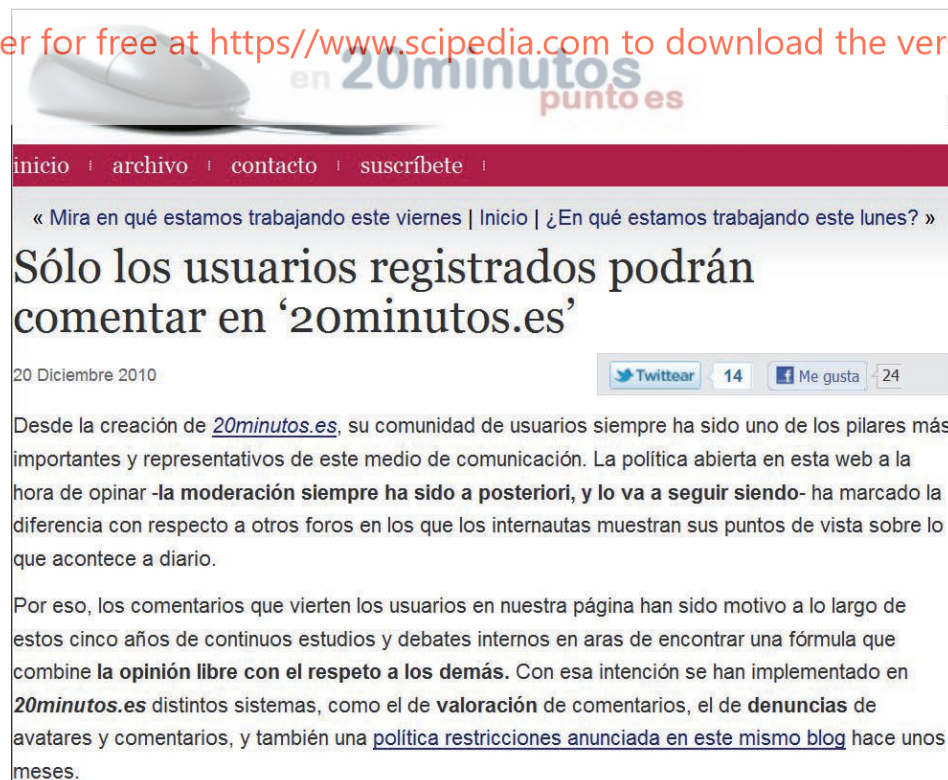 er for free at https//www.scipedia.com to download the ver
en 20minutos
punto es
inicio | archivo | contacto | suscríbete |
« Mira en qué estamos trabajando este viernes | Inicio | ¿En qué estamos trabajando este lunes? »
Sólo los usuarios registrados podrán
comentar en ‘20minutos.es’
20 Diciembre 2010
Twittear 14 Me gusta 24
Desde la creación de 20minutos.es, su comunidad de usuarios siempre ha sido uno de los pilares más
importantes y representativos de este medio de comunicación. La política abierta en esta web a la
hora de opinar -la moderación siempre ha sido a posteriori, y lo va a seguir siendo- ha marcado la
diferencia con respecto a otros foros en los que los internautas muestran sus puntos de vista sobre lo
que acontece a diario.
Por eso, los comentarios que vierten los usuarios en nuestra página han sido motivo a lo largo de
estos cinco años de continuos estudios y debates internos en aras de encontrar una fórmula que
combine la opinión libre con el respeto a los demás. Con esa intención se han implementado en
20minutos.es distintos sistemas, como el de valoración de comentarios, el de denuncias de
avatares y comentarios, y también una política restricciones anunciada en este mismo blog hace unos
meses.